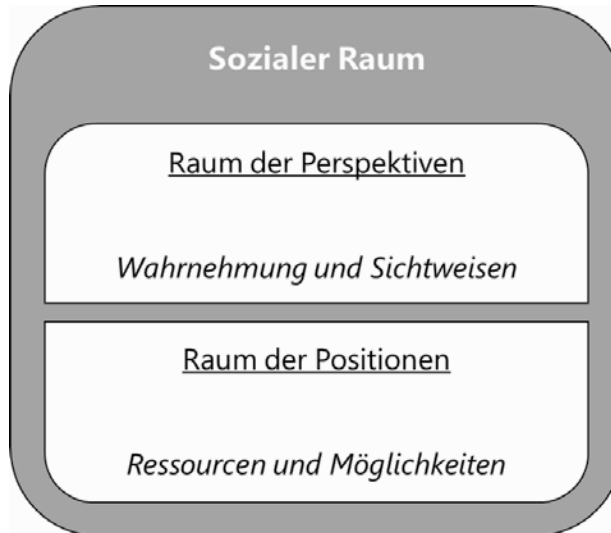 Sozialer Raum
Raum der Perspektiven
Wahrnehmung und Sichtweisen
Raum der Positionen
Ressourcen und Möglichkeiten